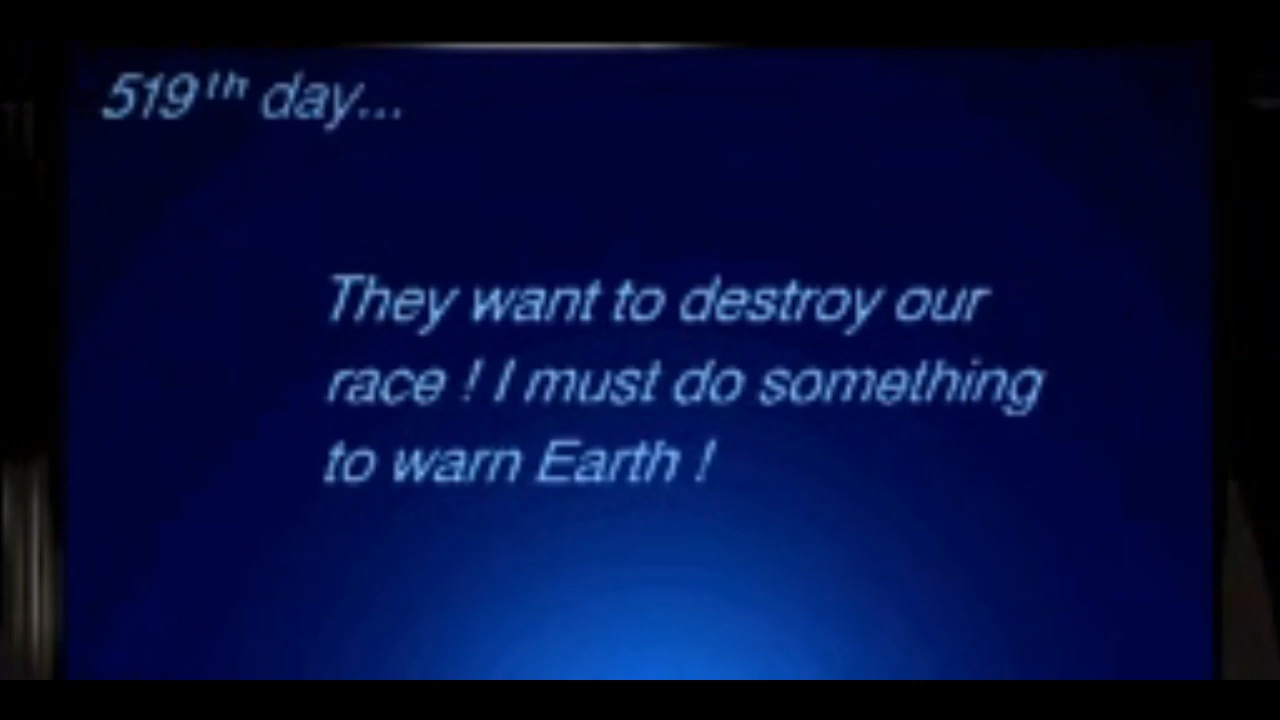 519th day...
They want to destroy our
race ! I must do something
to warn Earth !